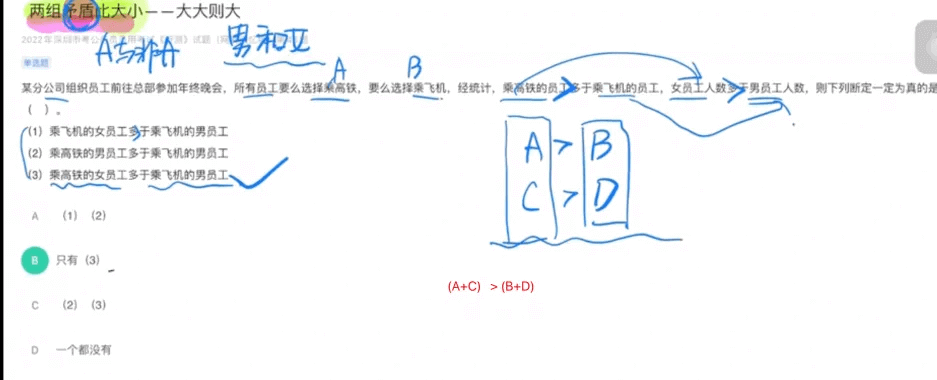 两组矛盾比大小——大大则大
2022年深圳市考公
试题
A与非A 男和女
单选题
A B
某分公司组织员工前往总部参加年终晚会，所有员工要么选择乘高铁，要么选择乘飞机，经统计，乘高铁的员工多于乘飞机的员工，女员工人数多于男员工人数，则下列断定一定为真的是
（ ）。
(1) 乘飞机的女员工多于乘飞机的男员工
(2) 乘高铁的男员工多于乘飞机的男员工
(3) 乘高铁的女员工多于乘飞机的男员工
A > B
C > D
A (1) (2)
B 只有 (3)
(A+C) > (B+D)
C (2) (3)
D 一个都没有